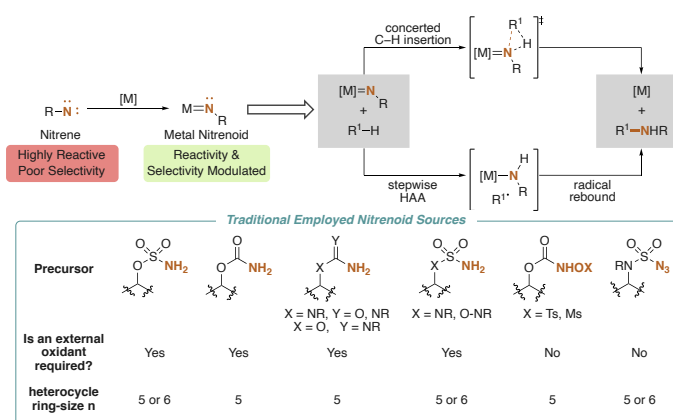 concerted
C–H insertion
R¹
H
[M]=N
R
‡
[M]
R–N:
M=N
R
Nitrene
Metal Nitrenoid
Highly Reactive
Poor Selectivity
Reactivity &
Selectivity Modulated
[M]=N
R
+
R¹–H
[M]
+
R¹–NHR
stepwise
HAA
H
[M]–N
R
R¹•
radical
rebound
Traditional Employed Nitrenoid Sources
Precursor
O O
S
O NH₂
O
O NH₂
Y
X NH₂
O O
S
X NH₂
O
O NHOX
O O
S
RN N₃
X = NR, Y = O, NR
X = O, Y = NR
X = NR, O-NR
X = Ts, Ms
Is an external
oxidant
required?
Yes Yes Yes Yes No No
heterocycle
ring-size n
5 or 6 5 5 5 or 6 5 5 or 6